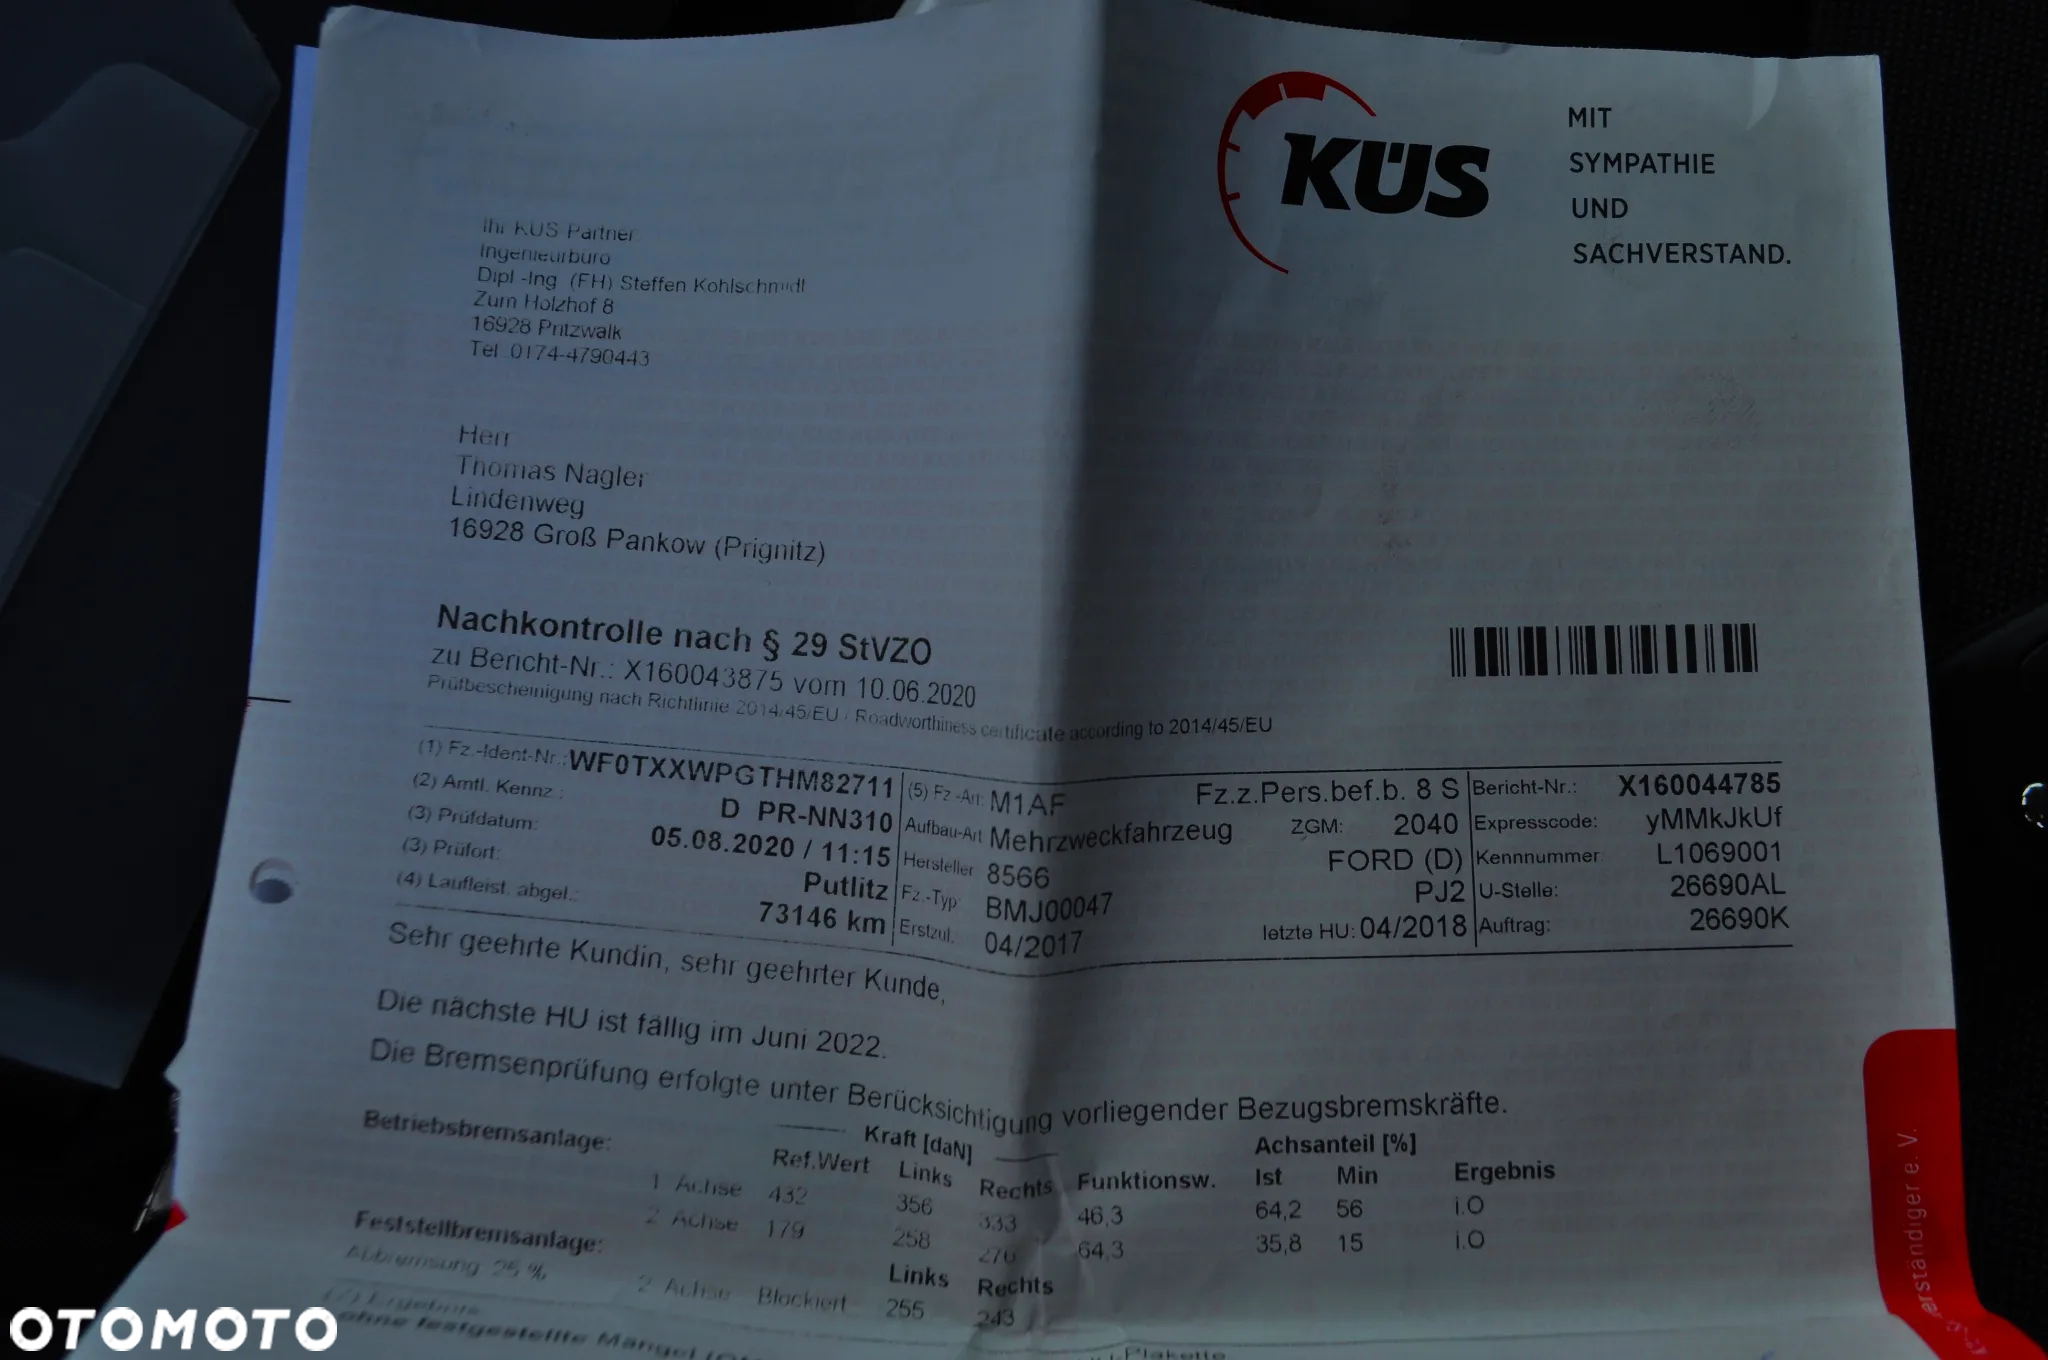 KÜS
MIT
SYMPATHIE
UND
SACHVERSTAND.
Ihr KÜS Partner
Ingenieurbüro
Dipl.-Ing. (FH) Steffen Kohlschmidt
Zum Holzhof 8
16928 Pritzwalk
Tel. 0174-4790443
Herr
Thomas Nagler
Lindenweg
16928 Groß Pankow (Prignitz)
Nachkontrolle nach § 29 StVZO
zu Bericht-Nr.: X160043875 vom 10.06.2020
Prüfbescheinigung nach Richtlinie 2014/45/EU / Roadworthiness certificate according to 2014/45/EU
(1) Fz.-Ident-Nr.: WF0TXXWPGTHM82711 (5) Fz.-Art: M1AF Fz.z.Pers.bef.b. 8 S Bericht-Nr.: X160044785
(2) Amtl. Kennz.: D PR-NN310 Aufbau-Art Mehrzweckfahrzeug ZGM: 2040 Expresscode: yMMkJkUf
(3) Prüfdatum: 05.08.2020 / 11:15 Hersteller 8566 FORD (D) Kennnummer: L1069001
(3) Prüfort: Putlitz Fz.-Typ: BMJ00047 PJ2 U-Stelle: 26690AL
(4) Laufleist. abgel.: 73146 km Erstzul. 04/2017 letzte HU: 04/2018 Auftrag: 26690K
Sehr geehrte Kundin, sehr geehrter Kunde,
Die nächste HU ist fällig im Juni 2022.
Die Bremsenprüfung erfolgte unter Berücksichtigung vorliegender Bezugsbremskräfte.
Kraft [daN] Achsanteil [%]
Betriebsbremsanlage: Ref.Wert Links Rechts Funktionsw. Ist Min Ergebnis
1 Achse 432 356 333 46,3 64,2 56 i.O
2 Achse 179 258 270 64,3 35,8 15 i.O
Feststellbremsanlage: Links Rechts
Abbremsung 25 % 2 Achse Blockiert 255 243
(7) Ergebnis
ohne festgestellte Mängel
Plakette
erständiger e. V.
OTOMOTO